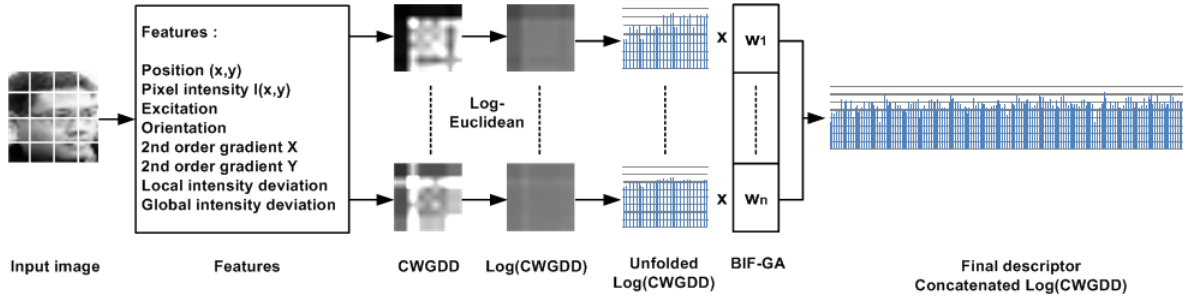 Features :
Position (x,y)
Pixel intensity I(x,y)
Excitation
Orientation
2nd order gradient X
2nd order gradient Y
Local intensity deviation
Global intensity deviation
Log-
Euclidean
x
w1
x
wn
Input image
Features
CWGDD
Log(CWGDD)
Unfolded
Log(CWGDD)
BIF-GA
Final descriptor
Concatenated Log(CWGDD)